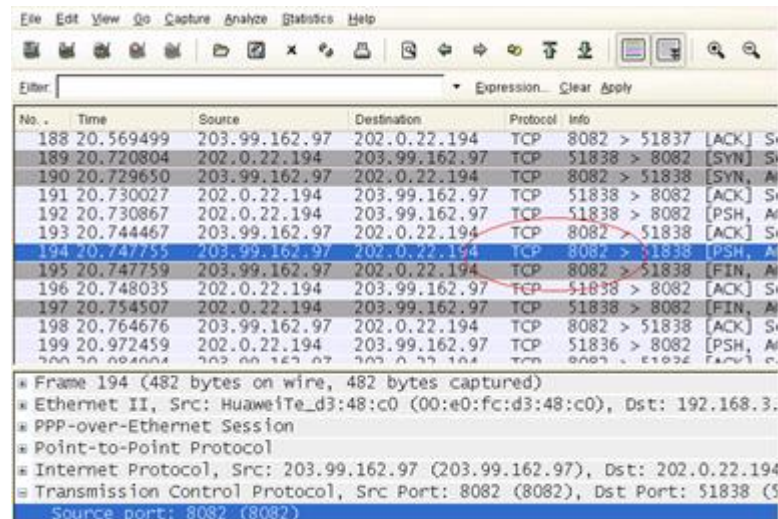 File Edit View Go Capture Analyze Statistics Help
Filter: Expression... Clear Apply
No. . Time Source Destination Protocol Info
188 20.569499 203.99.162.97 202.0.22.194 TCP 8082 > 51837 [ACK] S
189 20.720804 202.0.22.194 203.99.162.97 TCP 51838 > 8082 [SYN] S
190 20.729650 203.99.162.97 202.0.22.194 TCP 8082 > 51838 [SYN, A
191 20.730027 202.0.22.194 203.99.162.97 TCP 51838 > 8082 [ACK] S
192 20.730867 202.0.22.194 203.99.162.97 TCP 51838 > 8082 [PSH, A
193 20.744467 203.99.162.97 202.0.22.194 TCP 8082 > 51838 [ACK] S
194 20.747755 203.99.162.97 202.0.22.194 TCP 8082 > 51838 [PSH, A
195 20.747759 203.99.162.97 202.0.22.194 TCP 8082 > 51838 [FIN, A
196 20.748035 202.0.22.194 203.99.162.97 TCP 51838 > 8082 [ACK] S
197 20.754507 202.0.22.194 203.99.162.97 TCP 51838 > 8082 [FIN, A
198 20.764676 203.99.162.97 202.0.22.194 TCP 8082 > 51838 [ACK] S
199 20.972459 202.0.22.194 203.99.162.97 TCP 51836 > 8082 [PSH, A
Frame 194 (482 bytes on wire, 482 bytes captured)
Ethernet II, Src: HuaweiTe_d3:48:c0 (00:e0:fc:d3:48:c0), Dst: 192.168.3.
PPP-over-Ethernet Session
Point-to-Point Protocol
Internet Protocol, Src: 203.99.162.97 (203.99.162.97), Dst: 202.0.22.194
Transmission Control Protocol, Src Port: 8082 (8082), Dst Port: 51838 (5
Source port: 8082 (8082)